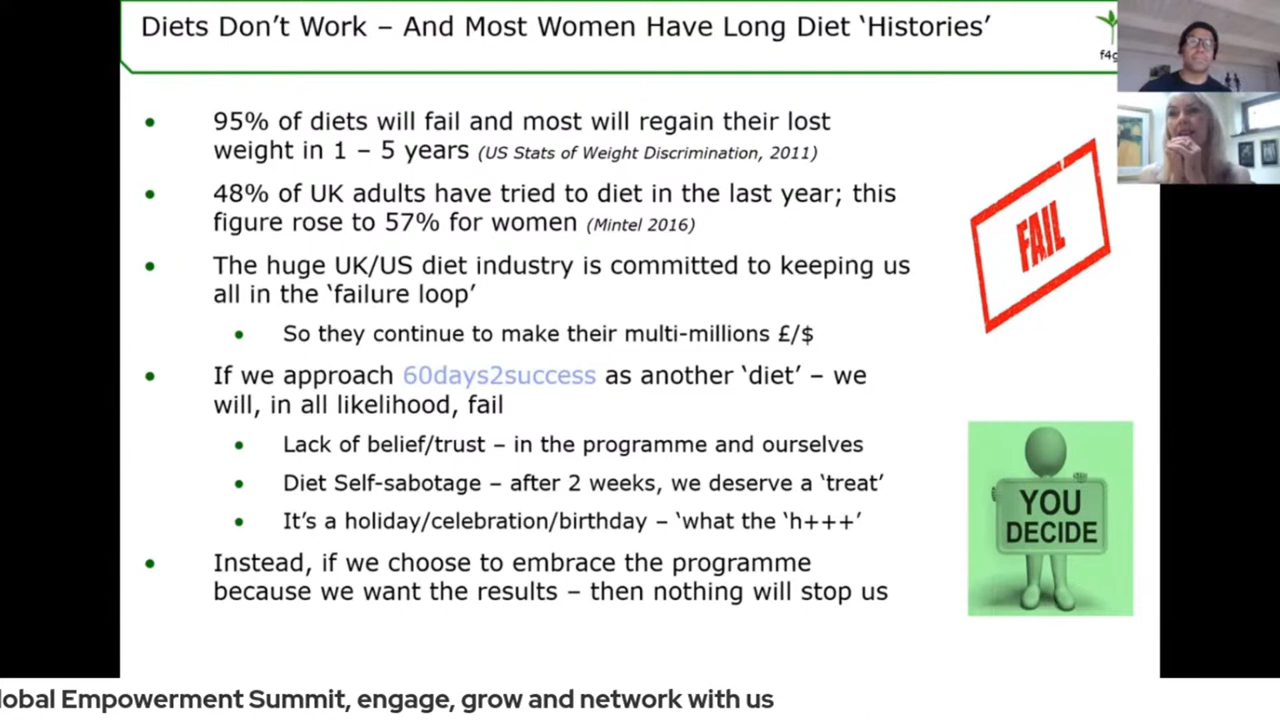 Diets Don't Work – And Most Women Have Long Diet 'Histories'
f4g
• 95% of diets will fail and most will regain their lost
weight in 1 – 5 years (US Stats of Weight Discrimination, 2011)
• 48% of UK adults have tried to diet in the last year; this
figure rose to 57% for women (Mintel 2016)
• The huge UK/US diet industry is committed to keeping us
all in the 'failure loop'
• So they continue to make their multi-millions £/$
• If we approach 60days2success as another 'diet' – we
will, in all likelihood, fail
• Lack of belief/trust – in the programme and ourselves
• Diet Self-sabotage – after 2 weeks, we deserve a 'treat'
• It's a holiday/celebration/birthday – 'what the 'h+++'
• Instead, if we choose to embrace the programme
because we want the results – then nothing will stop us
FAIL
YOU
DECIDE
lobal Empowerment Summit, engage, grow and network with us